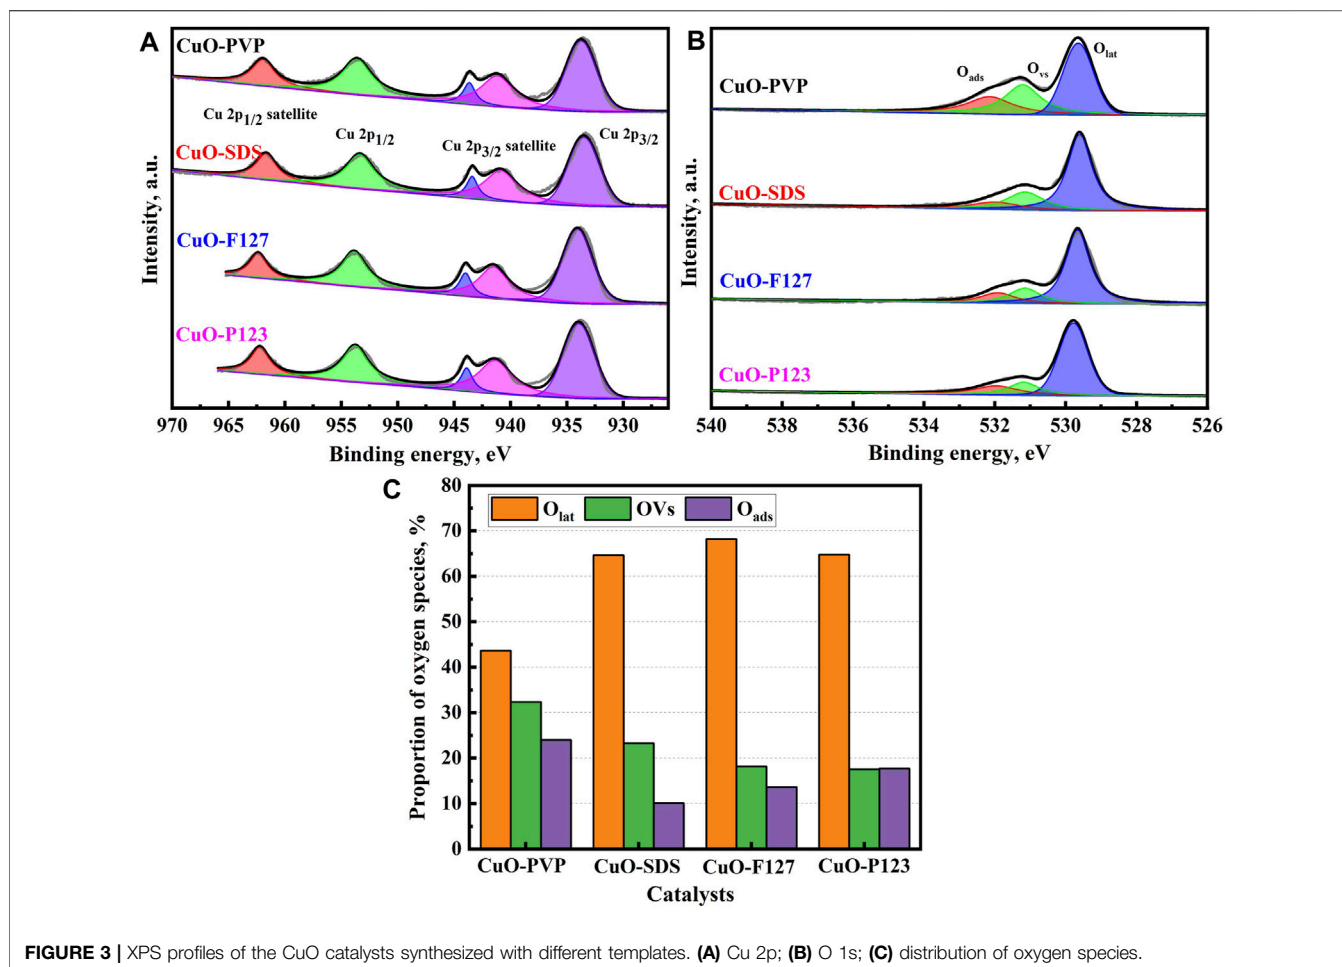 A
CuO-PVP
Cu 2p1/2 satellite
Cu 2p1/2
Cu 2p3/2 satellite
Cu 2p3/2
CuO-SDS
CuO-F127
CuO-P123
Intensity, a.u.
970 965 960 955 950 945 940 935 930
Binding energy, eV
B
CuO-PVP
Oads
Ovs
Olat
CuO-SDS
CuO-F127
CuO-P123
Intensity, a.u.
540 538 536 534 532 530 528 526
Binding energy, eV
C
Olat OVs Oads
80
70
60
50
40
30
20
10
0
Proportion of oxygen species, %
CuO-PVP CuO-SDS CuO-F127 CuO-P123
Catalysts
FIGURE 3 | XPS profiles of the CuO catalysts synthesized with different templates. (A) Cu 2p; (B) O 1s; (C) distribution of oxygen species.